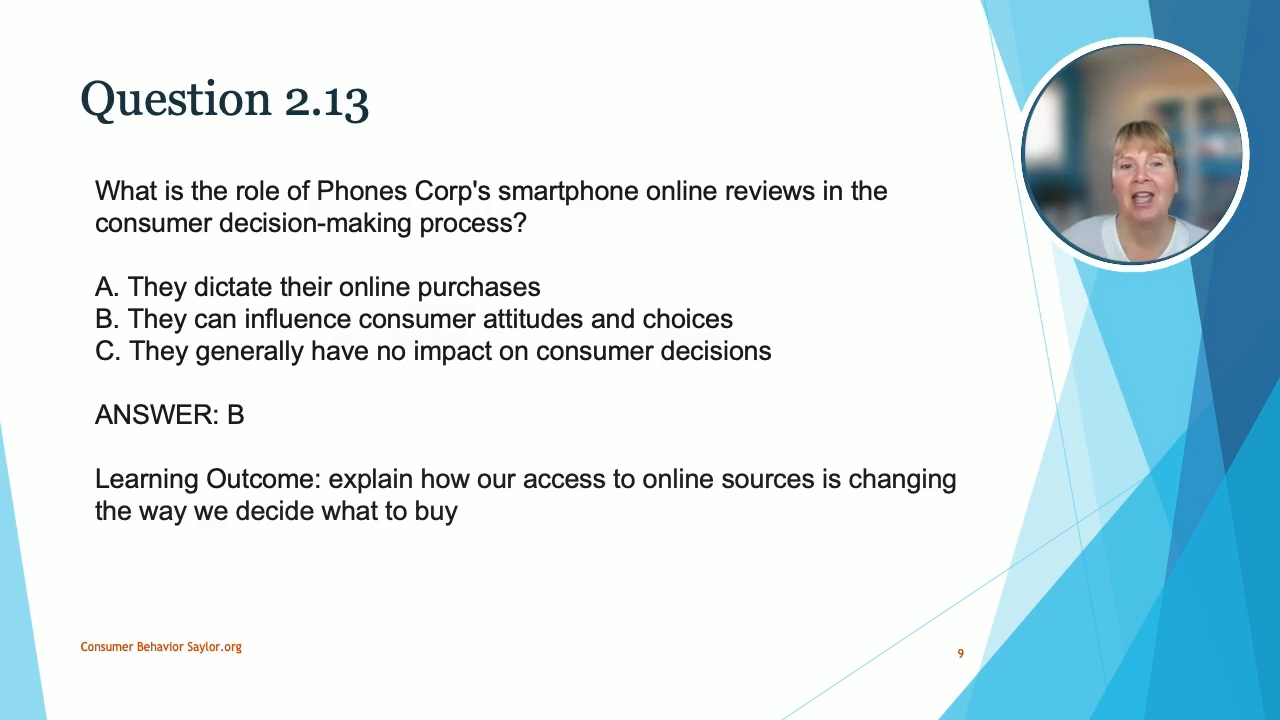 Question 2.13
What is the role of Phones Corp's smartphone online reviews in the
consumer decision-making process?
A. They dictate their online purchases
B. They can influence consumer attitudes and choices
C. They generally have no impact on consumer decisions
ANSWER: B
Learning Outcome: explain how our access to online sources is changing
the way we decide what to buy
Consumer Behavior Saylor.org
9